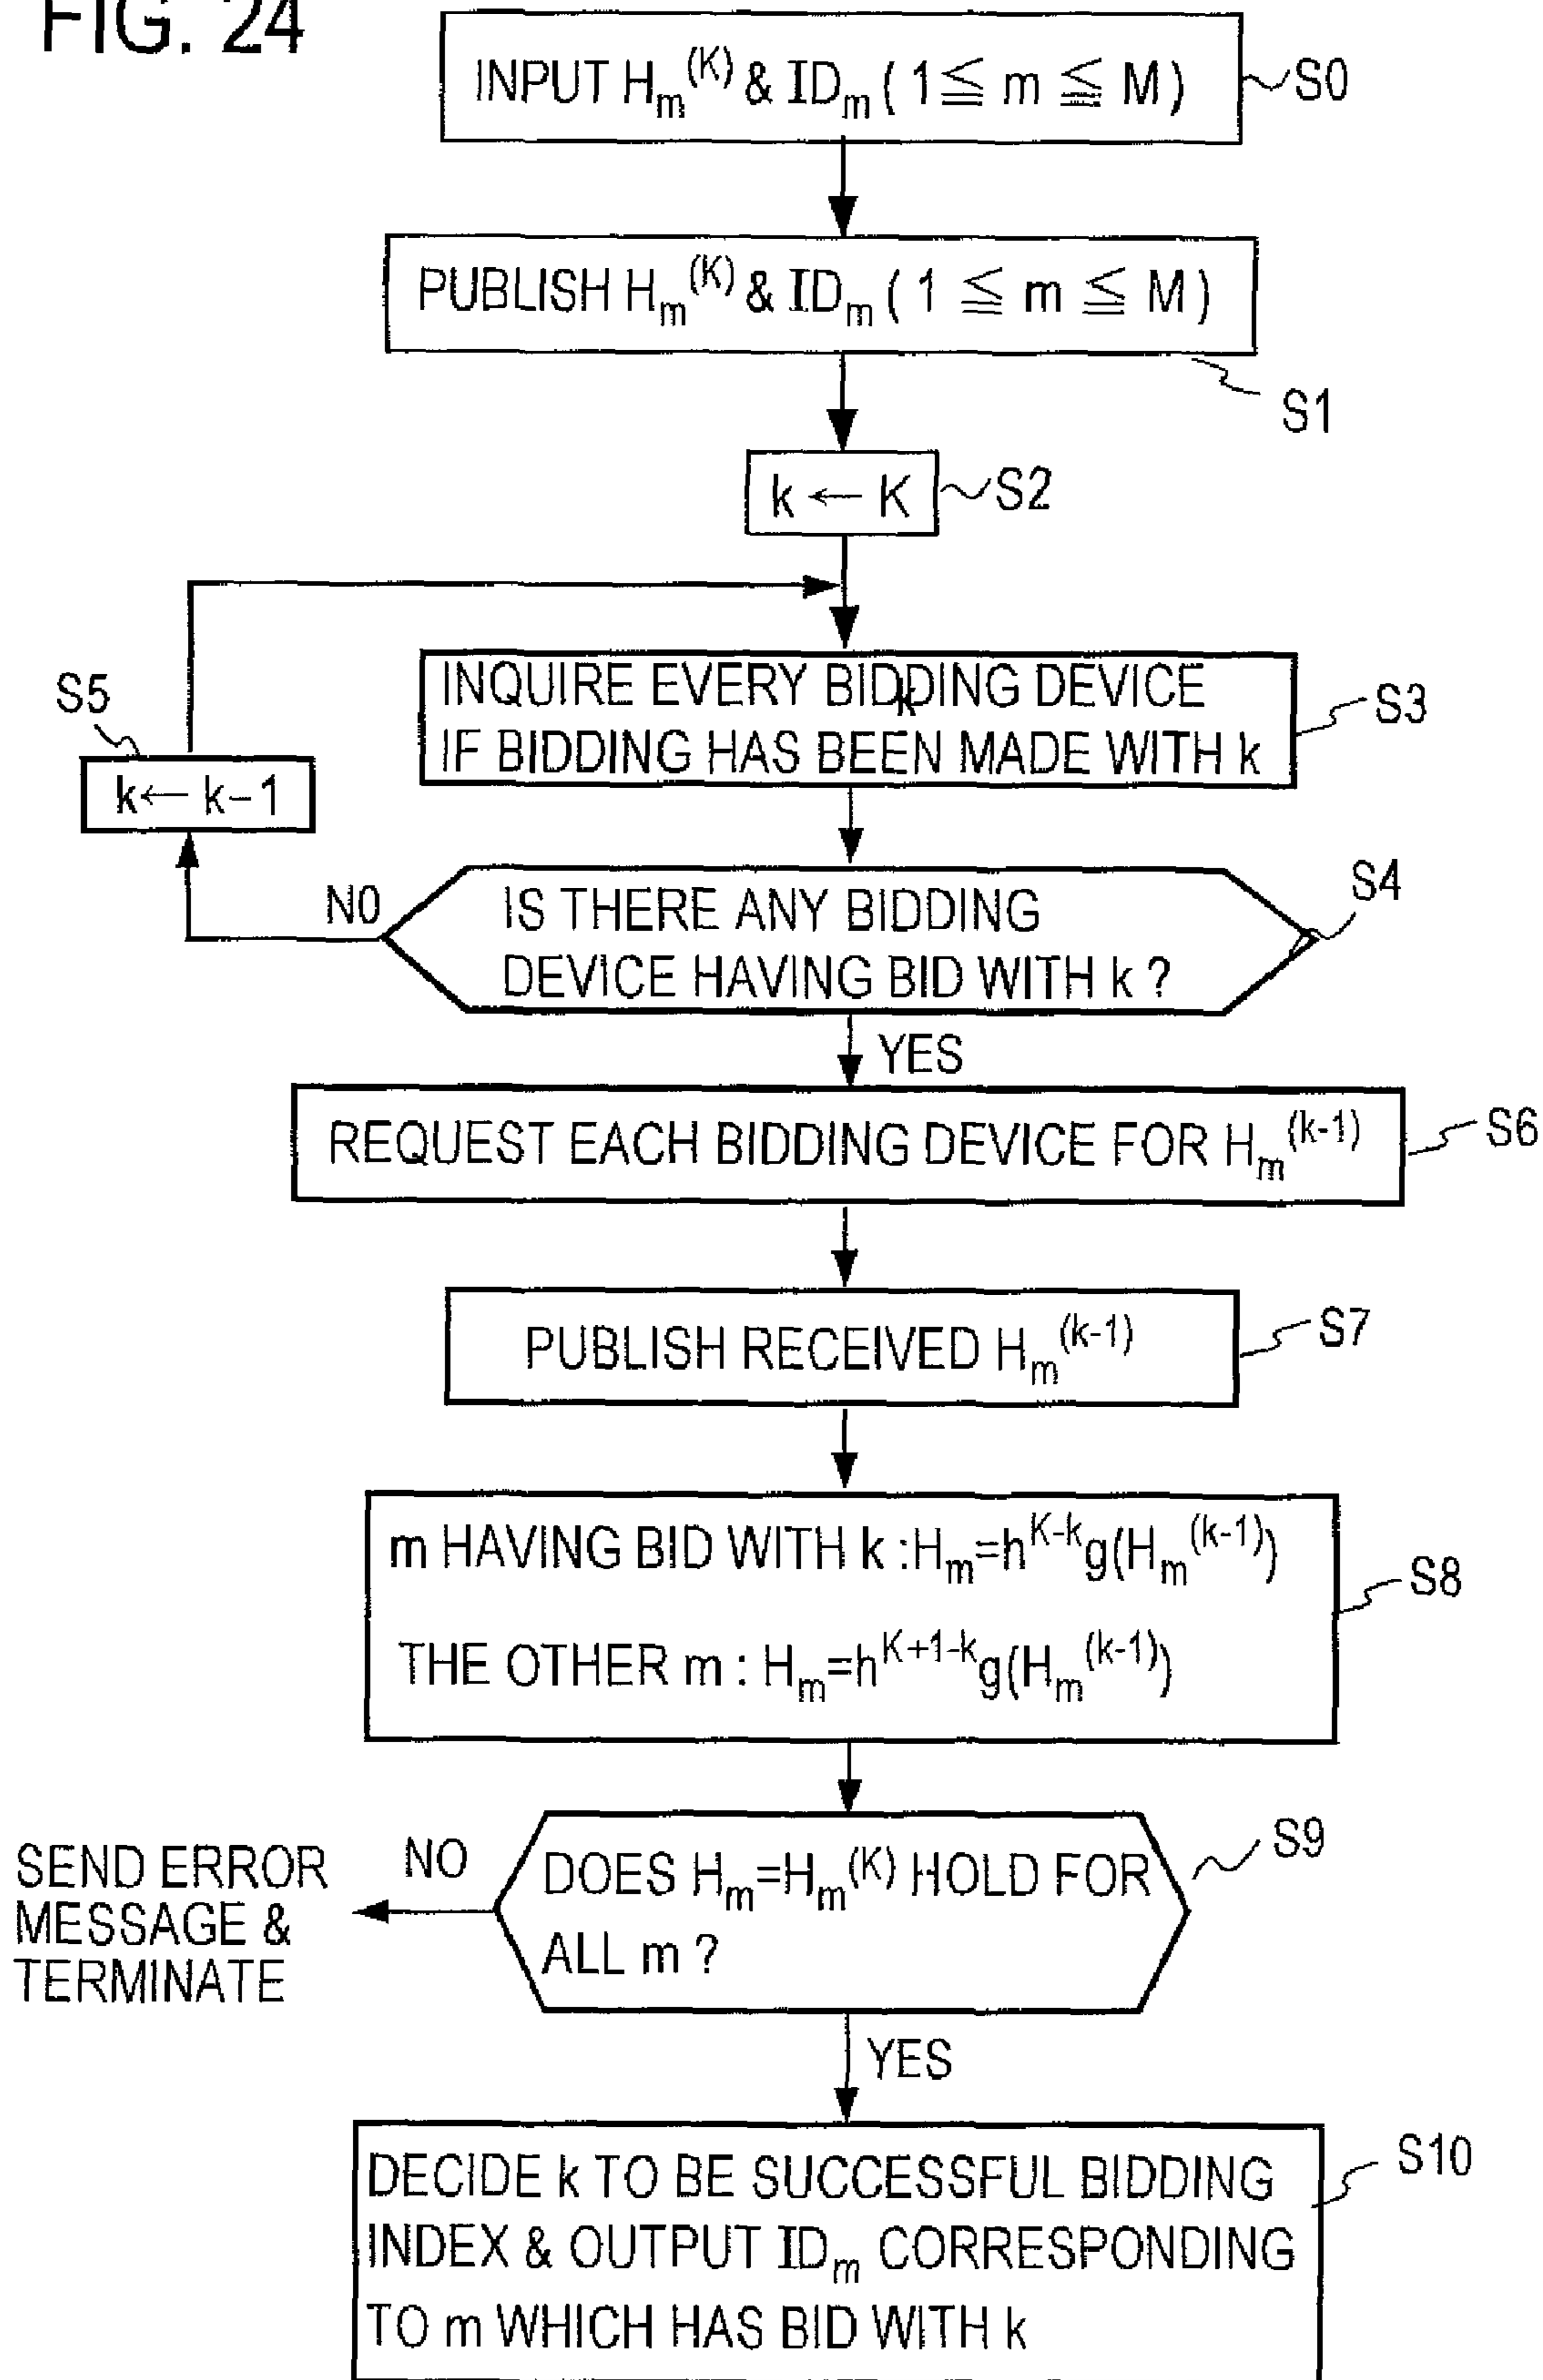 FIG. 24
INPUT Hₘ⁽ᴷ⁾ & IDₘ ( 1 ≦ m ≦ M )
S0
PUBLISH Hₘ⁽ᴷ⁾ & IDₘ ( 1 ≦ m ≦ M )
S1
k ← K
S2
INQUIRE EVERY BIDDING DEVICE
k
IF BIDDING HAS BEEN MADE WITH k
S3
S5
k ← k-1
IS THERE ANY BIDDING
DEVICE HAVING BID WITH k ?
S4
NO
YES
REQUEST EACH BIDDING DEVICE FOR Hₘ⁽ᵏ⁻¹⁾
S6
PUBLISH RECEIVED Hₘ⁽ᵏ⁻¹⁾
S7
m HAVING BID WITH k :Hₘ=hᴷ⁻ᵏg(Hₘ⁽ᵏ⁻¹⁾)
THE OTHER m : Hₘ=hᴷ⁺¹⁻ᵏg(Hₘ⁽ᵏ⁻¹⁾)
S8
DOES Hₘ=Hₘ⁽ᴷ⁾ HOLD FOR
ALL m ?
S9
NO
SEND ERROR
MESSAGE &
TERMINATE
YES
DECIDE k TO BE SUCCESSFUL BIDDING
INDEX & OUTPUT IDₘ CORRESPONDING
TO m WHICH HAS BID WITH k
S10